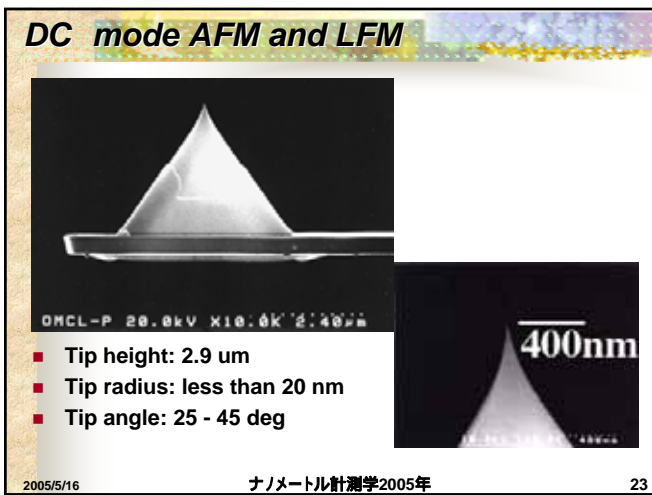 DC mode AFM and LFM
OMCL-P 20.0kV X10.0K 2.40μm
400nm
Tip height: 2.9 um
Tip radius: less than 20 nm
Tip angle: 25 - 45 deg
2005/5/16 ナノメートル計測学2005年 23